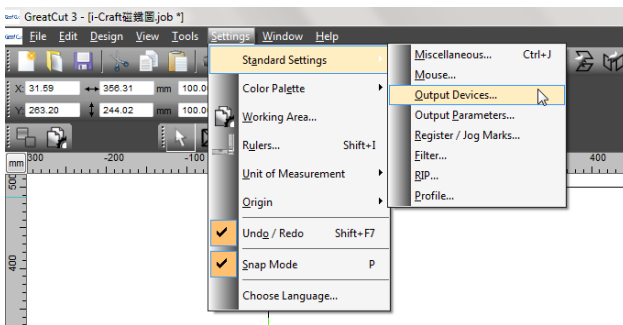 GreatCut 3 - [i-Craft磁鐵圖.job *]
File Edit Design View Tools Settings Window Help
Standard Settings
Color Palette
Working Area...
Rulers... Shift+I
Unit of Measurement
Origin
Undo / Redo Shift+F7
Snap Mode P
Choose Language...
Miscellaneous... Ctrl+J
Mouse...
Output Devices...
Output Parameters...
Register / Jog Marks...
Filter...
RIP...
Profile...
X: 31.59 356.31 mm 100.0
Y: 263.20 244.02 mm 100.0
mm 300 -200 -100 400
500
400